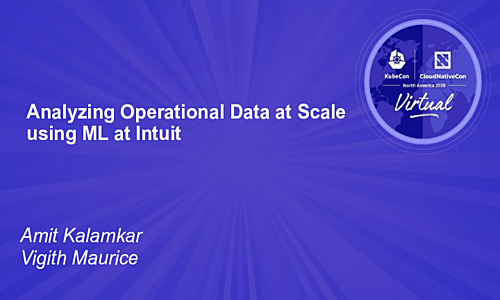 KubeCon
CloudNativeCon
North America 2020
Virtual
Analyzing Operational Data at Scale
using ML at Intuit
Amit Kalamkar
Vigith Maurice